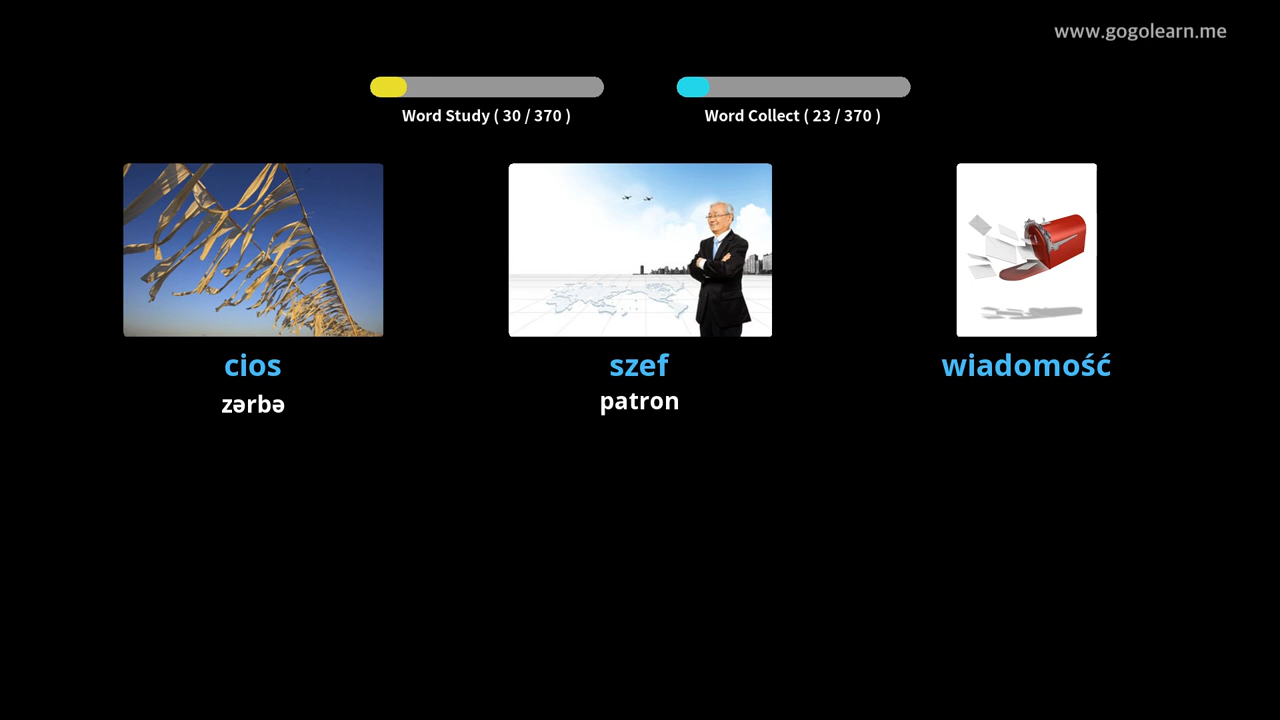 www.gogolearn.me
Word Study ( 30 / 370 )
Word Collect ( 23 / 370 )
cios
szef
wiadomość
zərbə
patron